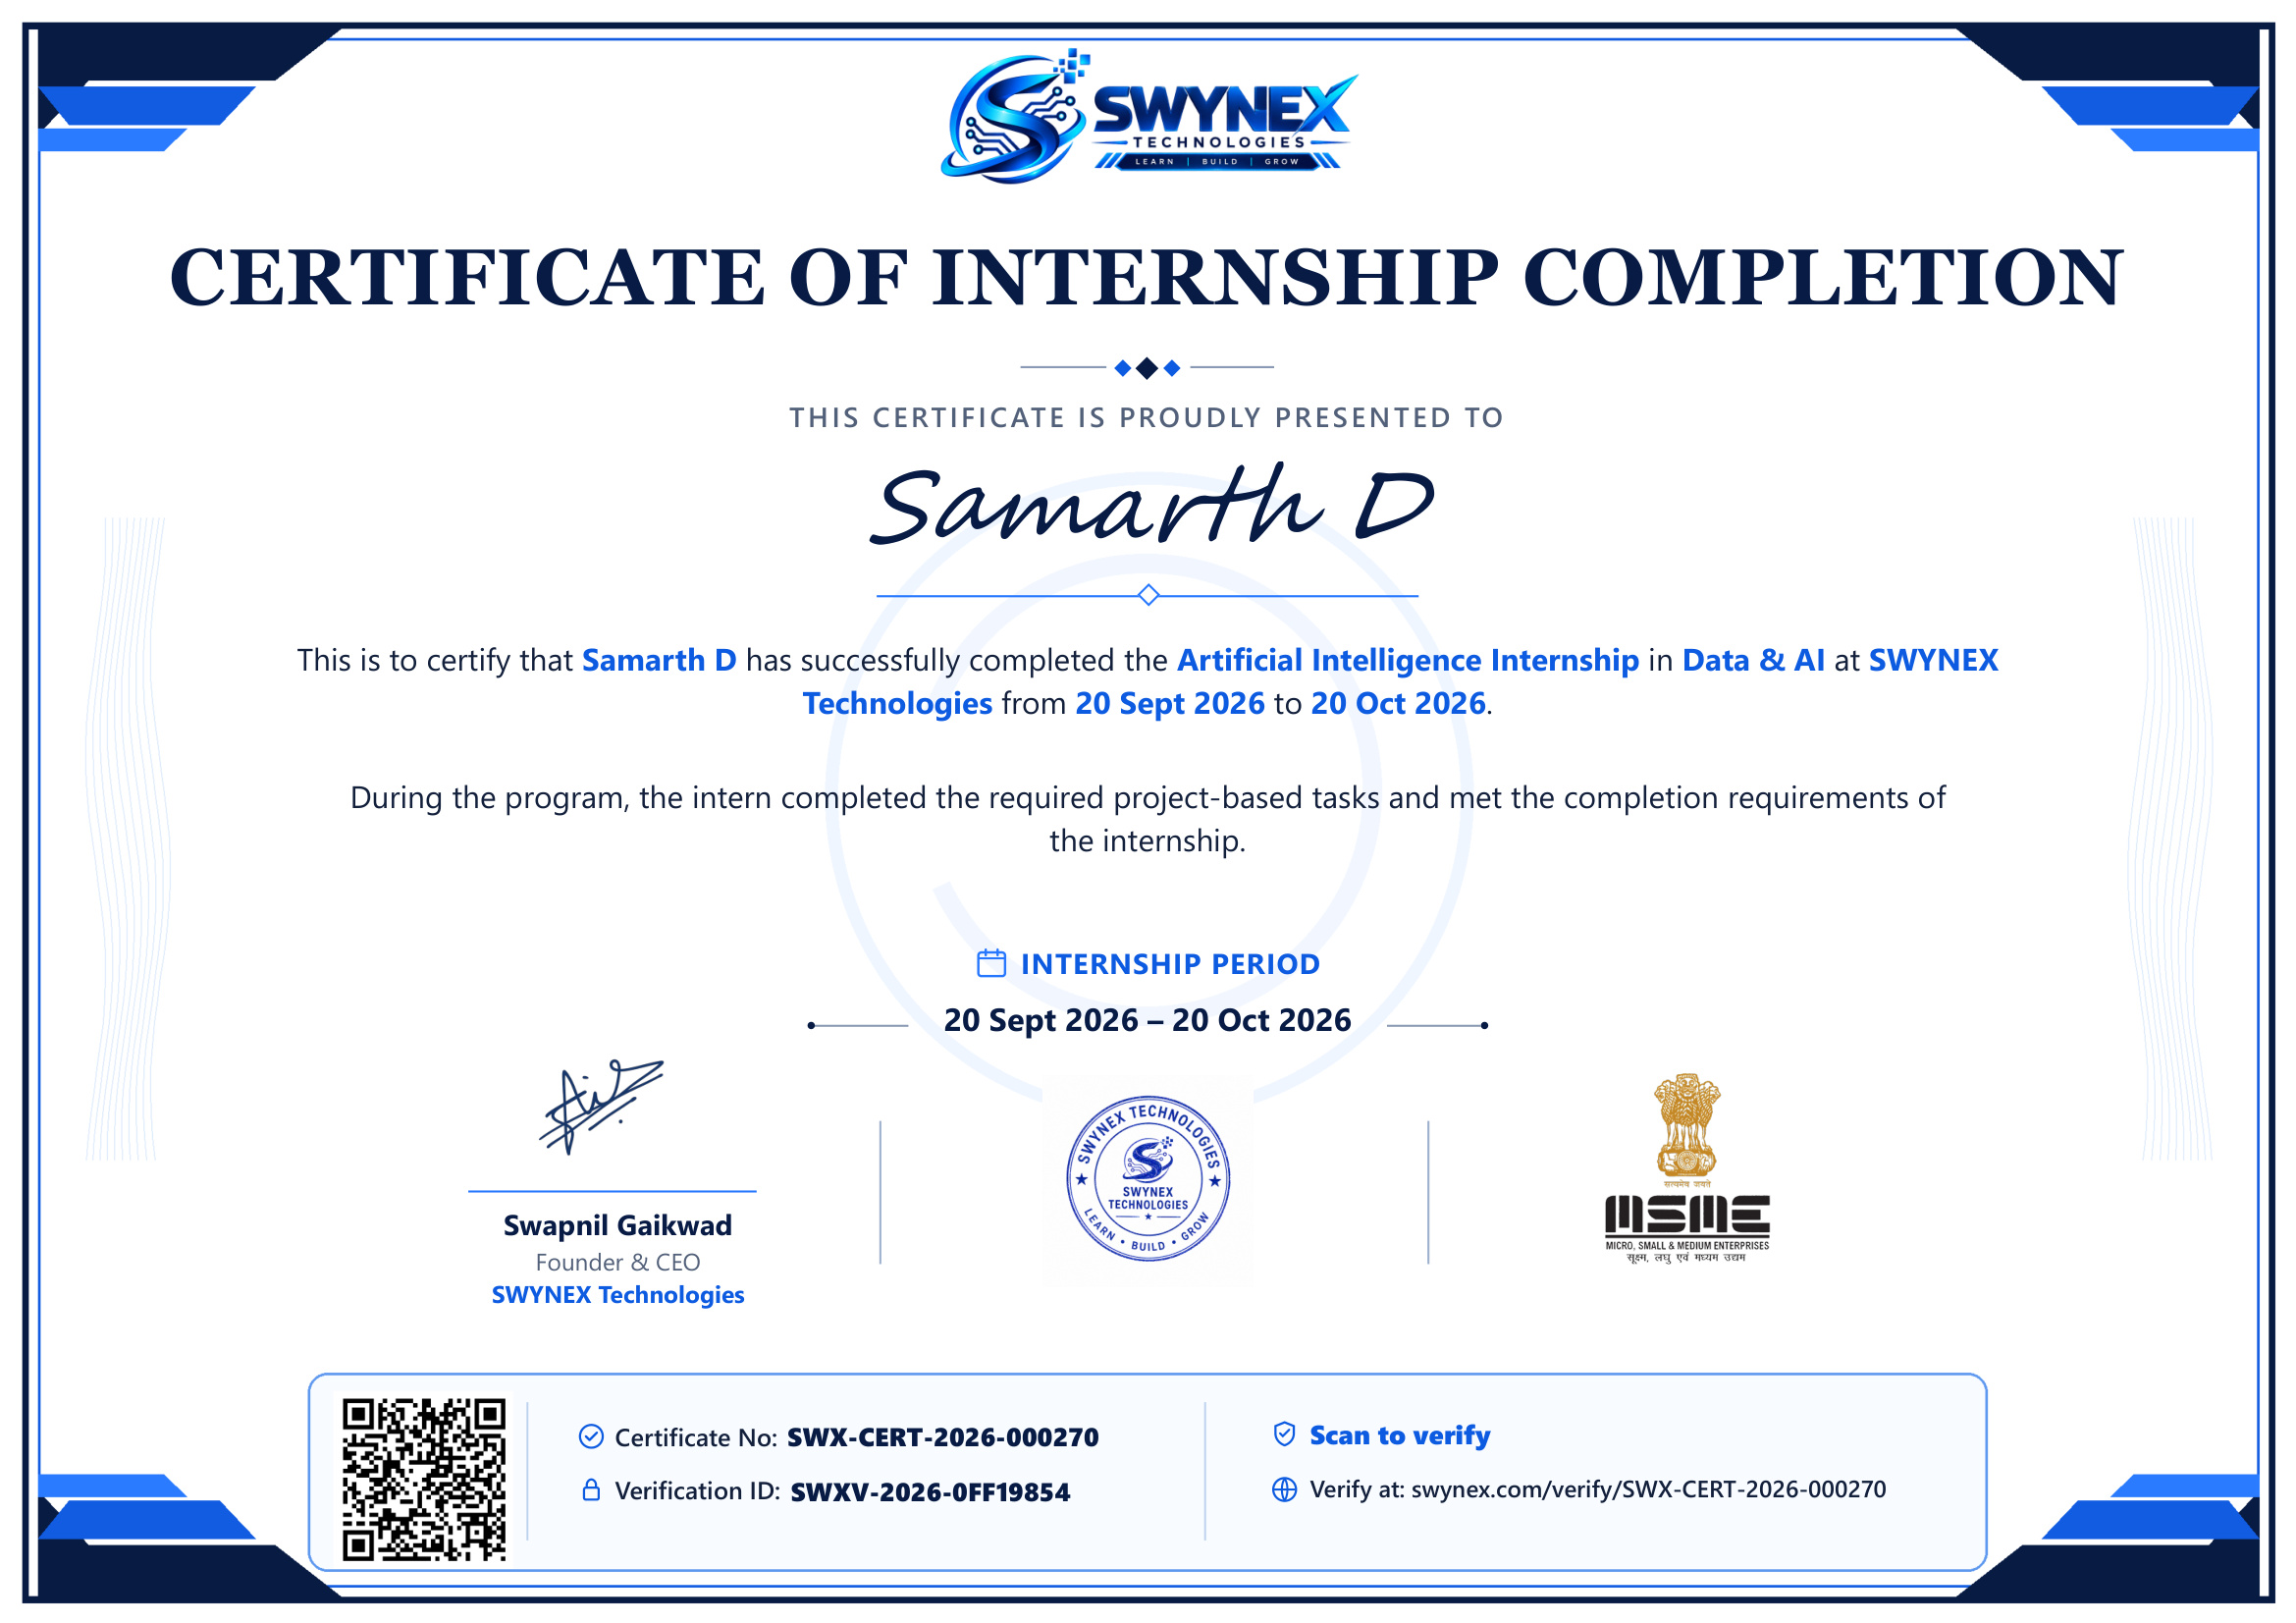 SWYNEX
TECHNOLOGIES
LEARN | BUILD | GROW
CERTIFICATE OF INTERNSHIP COMPLETION
THIS CERTIFICATE IS PROUDLY PRESENTED TO
Samarth D
This is to certify that Samarth D has successfully completed the Artificial Intelligence Internship in Data & AI at SWYNEX
Technologies from 20 Sept 2026 to 20 Oct 2026.
During the program, the intern completed the required project-based tasks and met the completion requirements of
the internship.
INTERNSHIP PERIOD
20 Sept 2026 – 20 Oct 2026
Swapnil Gaikwad
Founder & CEO
SWYNEX Technologies
SWYNEX TECHNOLOGIES
SWYNEX
TECHNOLOGIES
LEARN • BUILD • GROW
सत्यमेव जयते
MSME
MICRO, SMALL & MEDIUM ENTERPRISES
सूक्ष्म, लघु एवं मध्यम उद्यम
Certificate No: SWX-CERT-2026-000270
Verification ID: SWXV-2026-0FF19854
Scan to verify
Verify at: swynex.com/verify/SWX-CERT-2026-000270